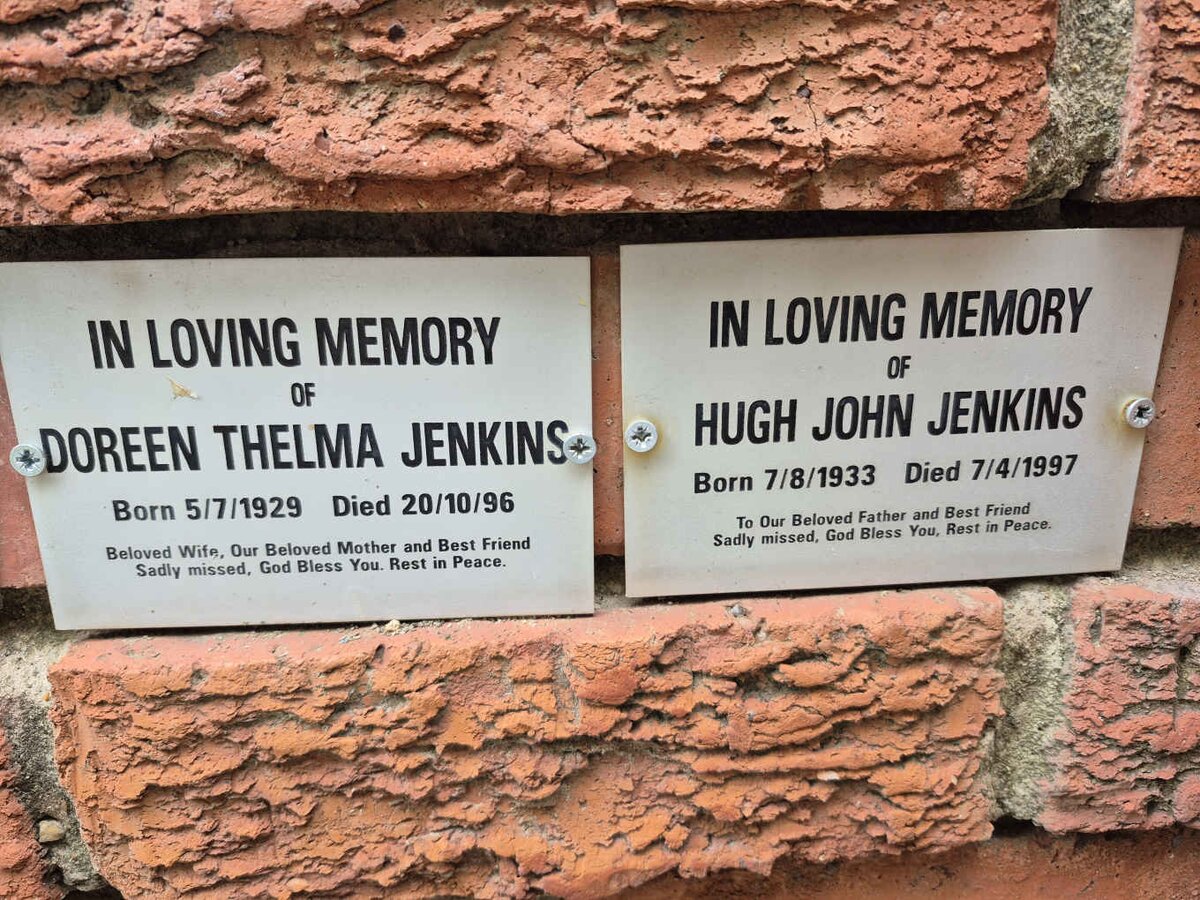 IN LOVING MEMORY
OF
DOREEN THELMA JENKINS
Born 5/7/1929 Died 20/10/96
Beloved Wife, Our Beloved Mother and Best Friend
Sadly missed, God Bless You. Rest in Peace.
IN LOVING MEMORY
OF
HUGH JOHN JENKINS
Born 7/8/1933 Died 7/4/1997
To Our Beloved Father and Best Friend
Sadly missed, God Bless You, Rest in Peace.